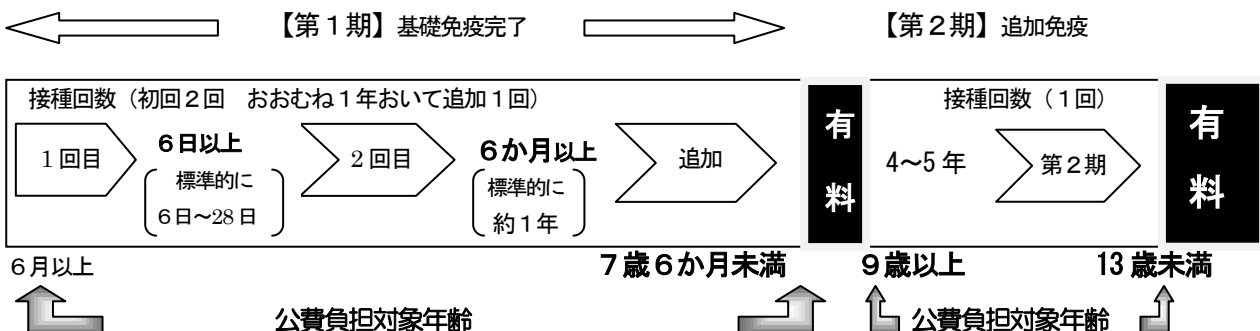 【第１期】基礎免疫完了
【第２期】追加免疫
接種回数（初回２回　おおむね１年おいて追加１回）
1 回目
６日以上
標準的に
６日～28 日
2 回目
６か月以上
標準的に
約１年
追加
有料
接種回数（１回）
4～5 年
第２期
有料
６月以上
７歳６か月未満
９歳以上
13 歳未満
公費負担対象年齢
公費負担対象年齢